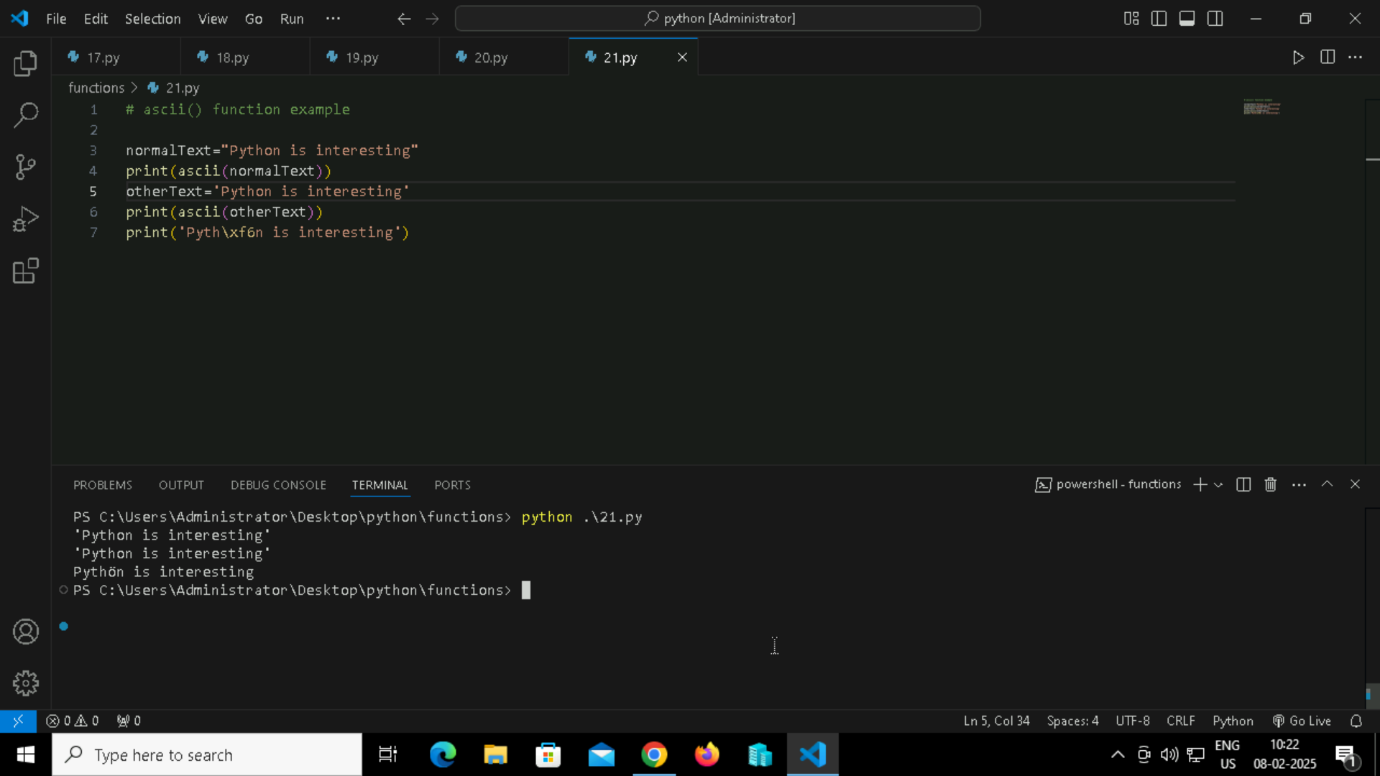 File Edit Selection View Go Run ···
python [Administrator]
17.py 18.py 19.py 20.py 21.py
functions > 21.py
1 # ascii() function example
2
3 normalText="Python is interesting"
4 print(ascii(normalText))
5 otherText='Python is interesting'
6 print(ascii(otherText))
7 print('Pyth\xf6n is interesting')
PROBLEMS OUTPUT DEBUG CONSOLE TERMINAL PORTS
powershell - functions
PS C:\Users\Administrator\Desktop\python\functions> python .\21.py
'Python is interesting'
'Python is interesting'
Pythön is interesting
PS C:\Users\Administrator\Desktop\python\functions>
0 0 0
Ln 5, Col 34 Spaces: 4 UTF-8 CRLF Python Go Live
Type here to search
ENG
US
10:22
08-02-2025
1